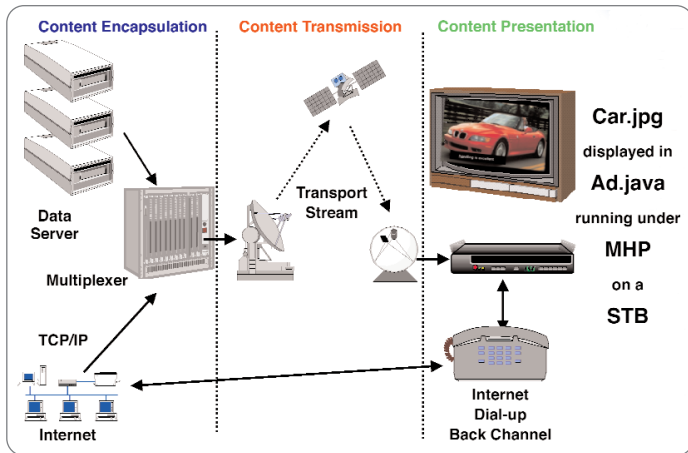 Content Encapsulation
Content Transmission
Content Presentation
Data
Server
Multiplexer
TCP/IP
Internet
Transport
Stream
Car.jpg
displayed in
Ad.java
running under
MHP
on a
STB
Internet
Dial-up
Back Channel